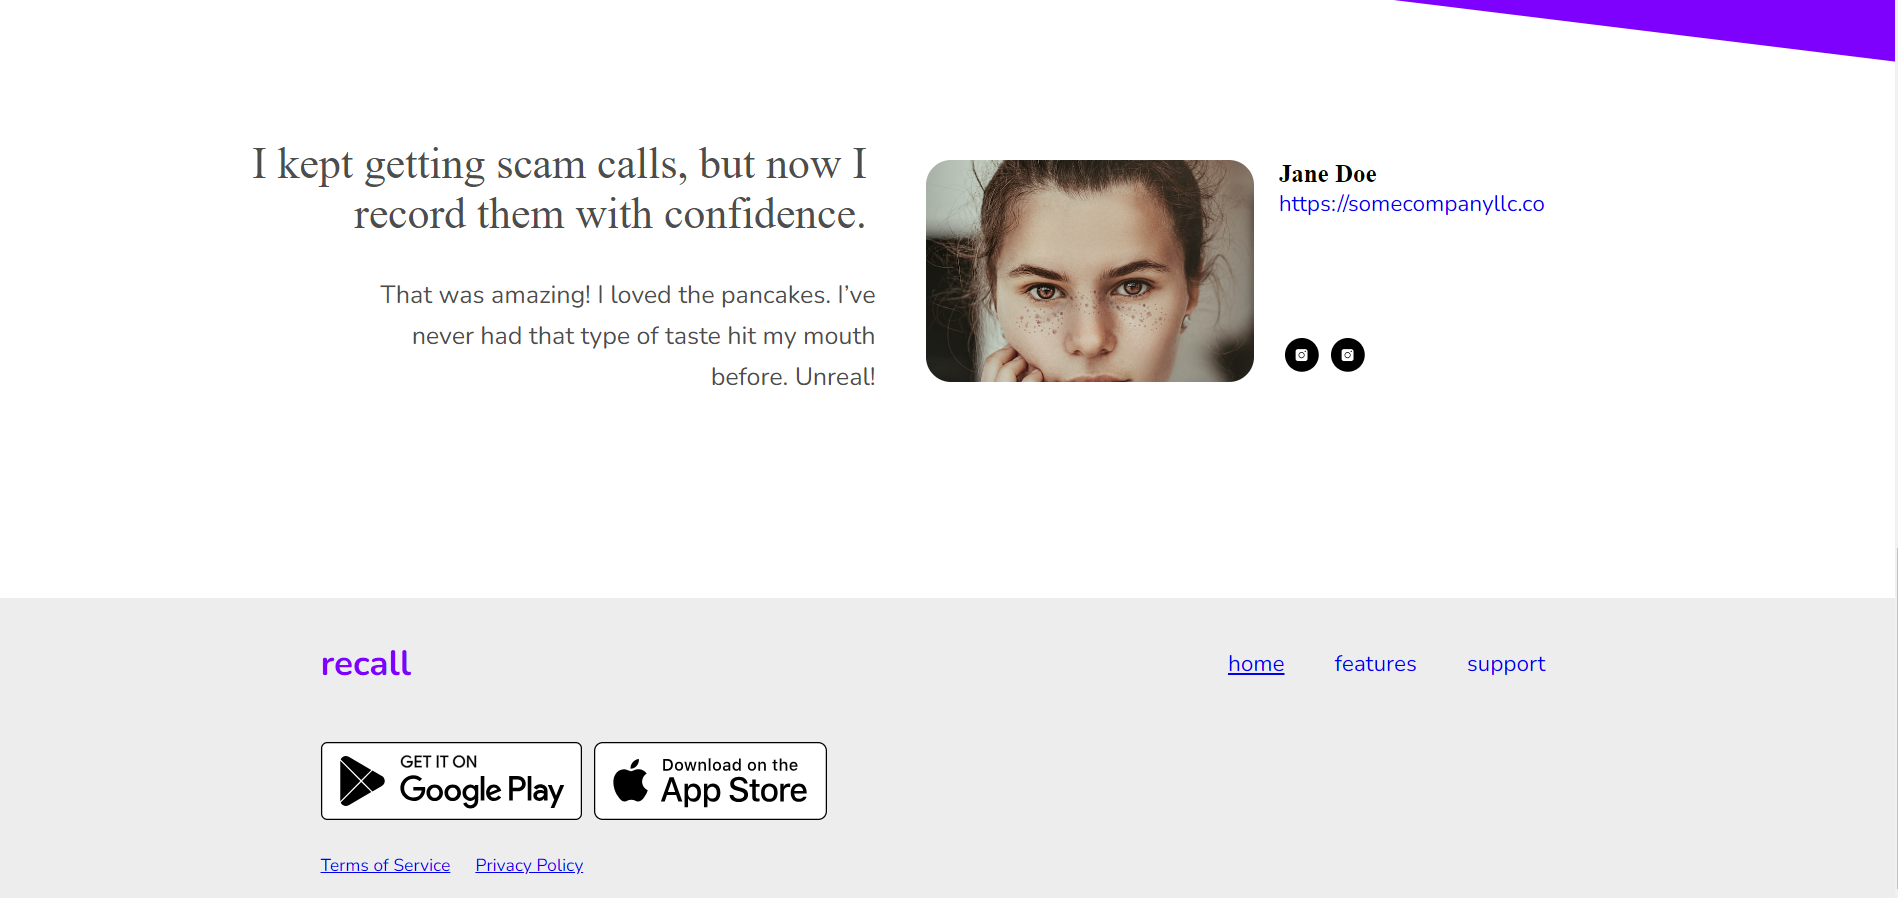 I kept getting scam calls, but now I
record them with confidence.
That was amazing! I loved the pancakes. I’ve
never had that type of taste hit my mouth
before. Unreal!
Jane Doe
https://somecompanyllc.co
recall
home features support
GET IT ON
Google Play
Download on the
App Store
Terms of Service Privacy Policy